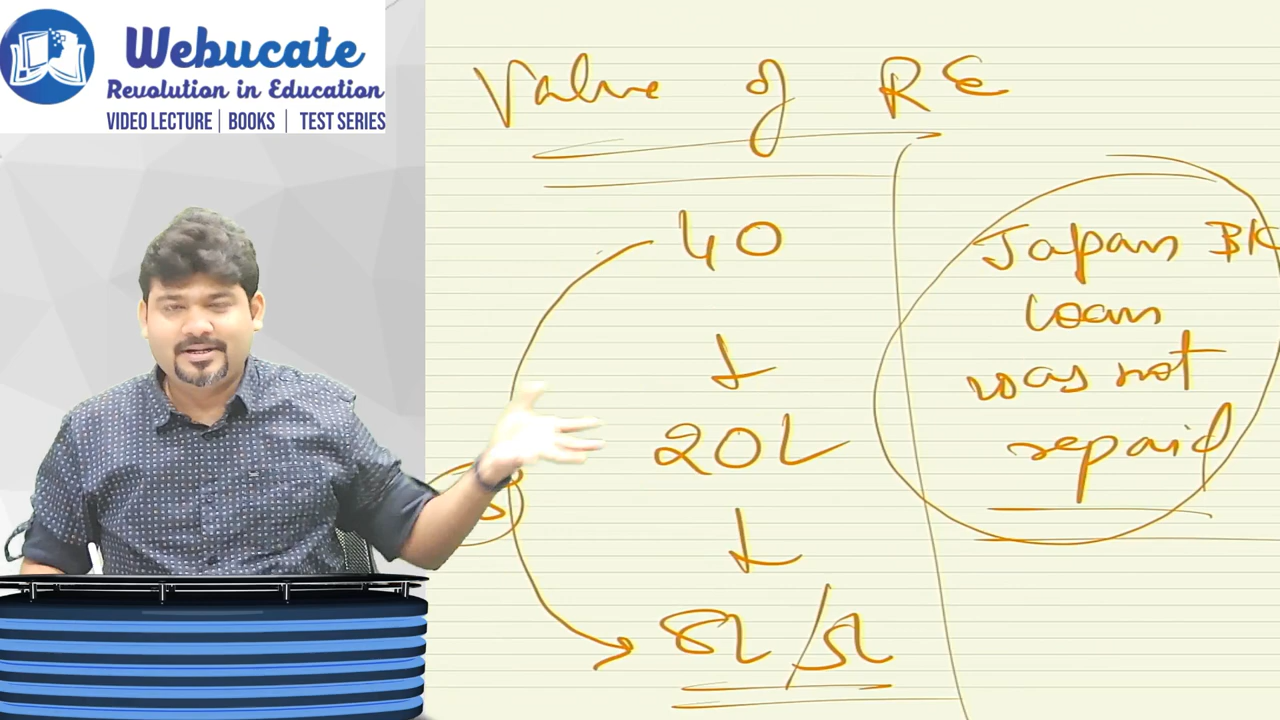 Webucate
Revolution in Education
VIDEO LECTURE | BOOKS | TEST SERIES
Value of RE
40
20L
8L/5L
Japan BK
loan
was not
repaid